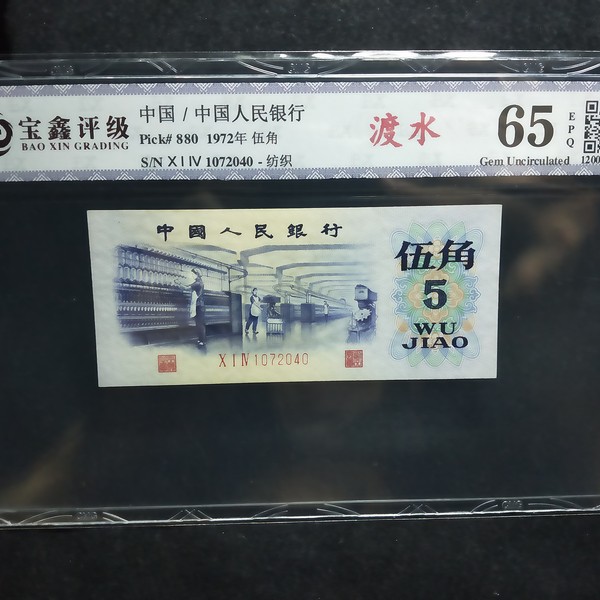 宝鑫评级
BAO XIN GRADING
中国 / 中国人民银行
Pick# 880 1972年 伍角
S/N X I IV 1072040 - 纺织
渡水
65
EPQ
Gem Uncirculated
1200
中國人民銀行
伍角
5
WU
JIAO
X I IV 1072040